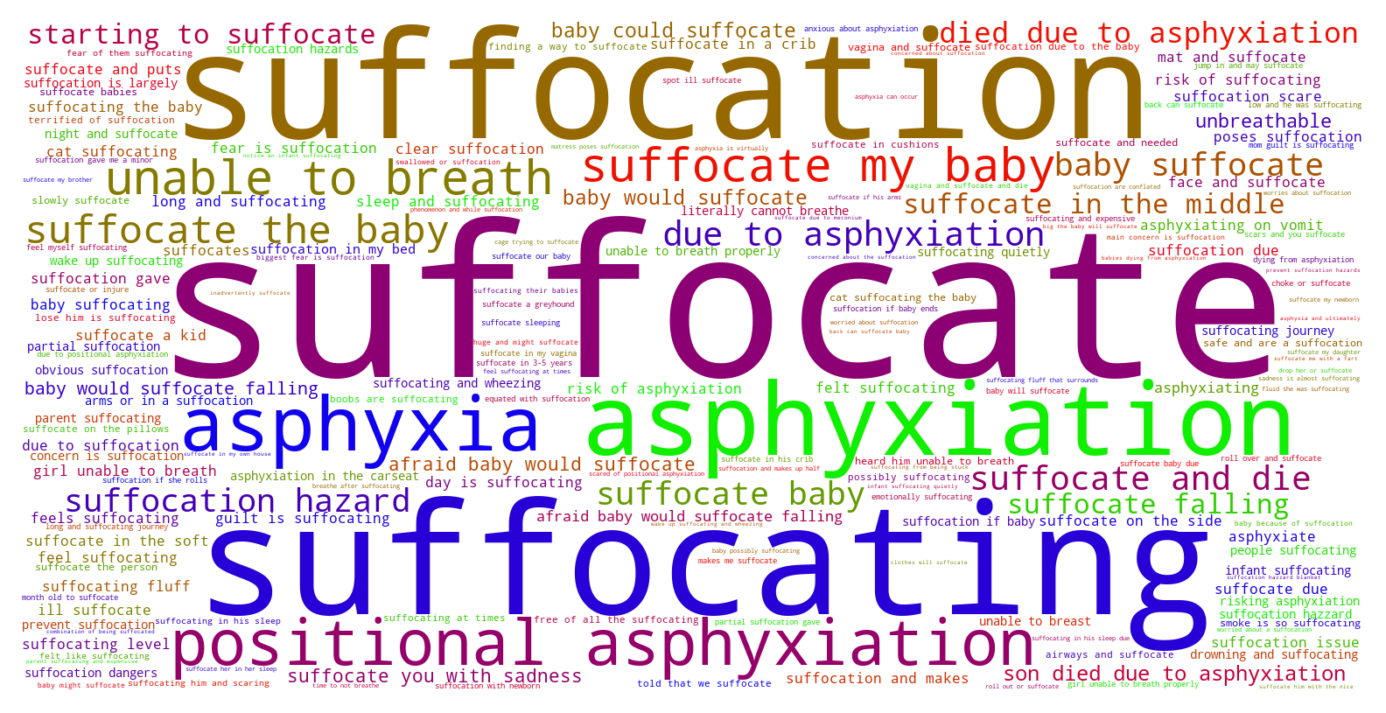 starting to suffocate
suffocation
baby could suffocate
anxious about asphyxiation
died due to asphyxiation
fear of them suffocating
suffocation hazards
finding a way to suffocate
suffocate in a crib
vagina and suffocate
suffocation due to the baby
concerned about suffocation
mat and suffocate
jump in and may suffocate
suffocate and puts
spot ill suffocate
risk of suffocating
suffocation is largely
suffocate babies
asphyxia can occur
suffocation scare
suffocating the baby
back can suffocate
low and he was suffocating
terrified of suffocation
unbreathable
night and suffocate
poses suffocation
fear is suffocation
clear suffocation
matress poses suffocation
asphyxia is virtually
suffocate in cushions
suffocate and needed
mom guilt is suffocating
cat suffocating
notice an infant suffocating
suffocation gave me a minor
swallowed or suffocation
unable to breath
suffocate my baby
baby suffocate
suffocate my brother
face and suffocate
vagina and suffocate and die
suffocation are conflated
worries about suffocation
slowly suffocate
long and suffocating
sleep and suffocating
baby would suffocate
suffocate if his arms
suffocate in the middle
phenomenon and while suffocation
literally cannot breathe
suffocate due to meconium
suffocating and expensive
asphyxiating on vomit
suffocate the baby
due to asphyxiation
big the baby will suffocate
scars and you suffocate
feel myself suffocating
suffocates
suffocation in my bed
cage trying to suffocate
unable to breath properly
suffocating quietly
main concern is suffocation
suffocation due
wake up suffocating
biggest fear is suffocation
suffocate our baby
concerned about the suffocation
babies dying from asphyxiation
dying from asphyxiation
suffocate
suffocation gave
prevent suffocation hazards
choke or suffocate
suffocate or injure
inadvertently suffocate
suffocating their babies
cat suffocating the baby
suffocate my newborn
baby suffocating
suffocate a greyhound
suffocation if baby ends
lose him is suffocating
suffocate sleeping
worried about suffocation
asphyxia and ultimately
back can suffocate baby
suffocating journey
suffocate a kid
huge and might suffocate
safe and are a suffocation
partial suffocation
suffocate in my vagina
suffocate my daughter
due to positional asphyxiation
suffocate in 3-5 years
suffocate me with a fart
obvious suffocation
feel suffocating at times
drop her or suffocate
baby would suffocate falling
suffocating and wheezing
risk of asphyxiation
felt suffocating
suffocating fluff that surrounds
asphyxiating
sadness is almost suffocating
fluid she was suffocating
arms or in a suffocation
boobs are suffocating
equated with suffocation
baby will suffocate
asphyxia
asphyxiation
parent suffocating
suffocate on the pillows
due to suffocation
suffocate in my own house
concern is suffocation
afraid baby would suffocate
suffocate in his crib
heard him unable to breath
suffocate baby due
roll over and suffocate
girl unable to breath
asphyxiation in the carseat
scared of positional asphyxiation
suffocation and makes up half
suffocating from being stuck
possibly suffocating
suffocate and die
suffocation if she rolls
breathe after suffocating
day is suffocating
infant suffocating quietly
suffocation hazard
suffocate baby
emotionally suffocating
suffocate falling
feels suffocating
guilt is suffocating
afraid baby would suffocate falling
suffocation if baby
suffocate on the side
baby because of suffocation
long and suffocating journey
wake up suffocating and wheezing
suffocating
suffocate in the soft
asphyxiate
feel suffocating
baby possibly suffocating
people suffocating
suffocate the person
makes me suffocate
clothes will suffocate
infant suffocating
suffocation hazzard blanket
suffocating fluff
suffocate due
month old to suffocate
risking asphyxiation
ill suffocate
suffocation hazzard
prevent suffocation
suffocating in his sleep
suffocating at times
free of all the suffocating
partial suffocation gave
unable to breast
smoke is so suffocating
combination of being suffocated
worried about a suffocation
suffocating level
positional asphyxiation
suffocating in his sleep due
suffocation issue
felt like suffocating
airways and suffocate
drowning and suffocating
parent suffocating and expensive
suffocation dangers
suffocate her in her sleep
suffocate you with sadness
suffocation and makes
son died due to asphyxiation
baby might suffocate
suffocating him and scaring
time to not breathe
suffocation with newborn
told that we suffocate
roll out or suffocate
girl unable to breath properly
suffocate him with the nice